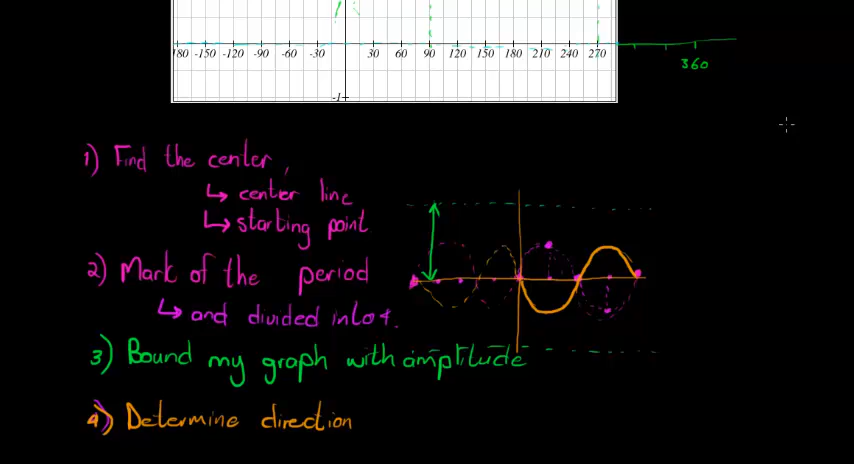 180 -150 -120 -90 -60 -30 30 60 90 120 150 180 210 240 270
360
-1
1) Find the center,
↳ center line
↳ starting point
2) Mark of the period
↳ and divided into 4.
3) Bound my graph with amplitude
4) Determine direction